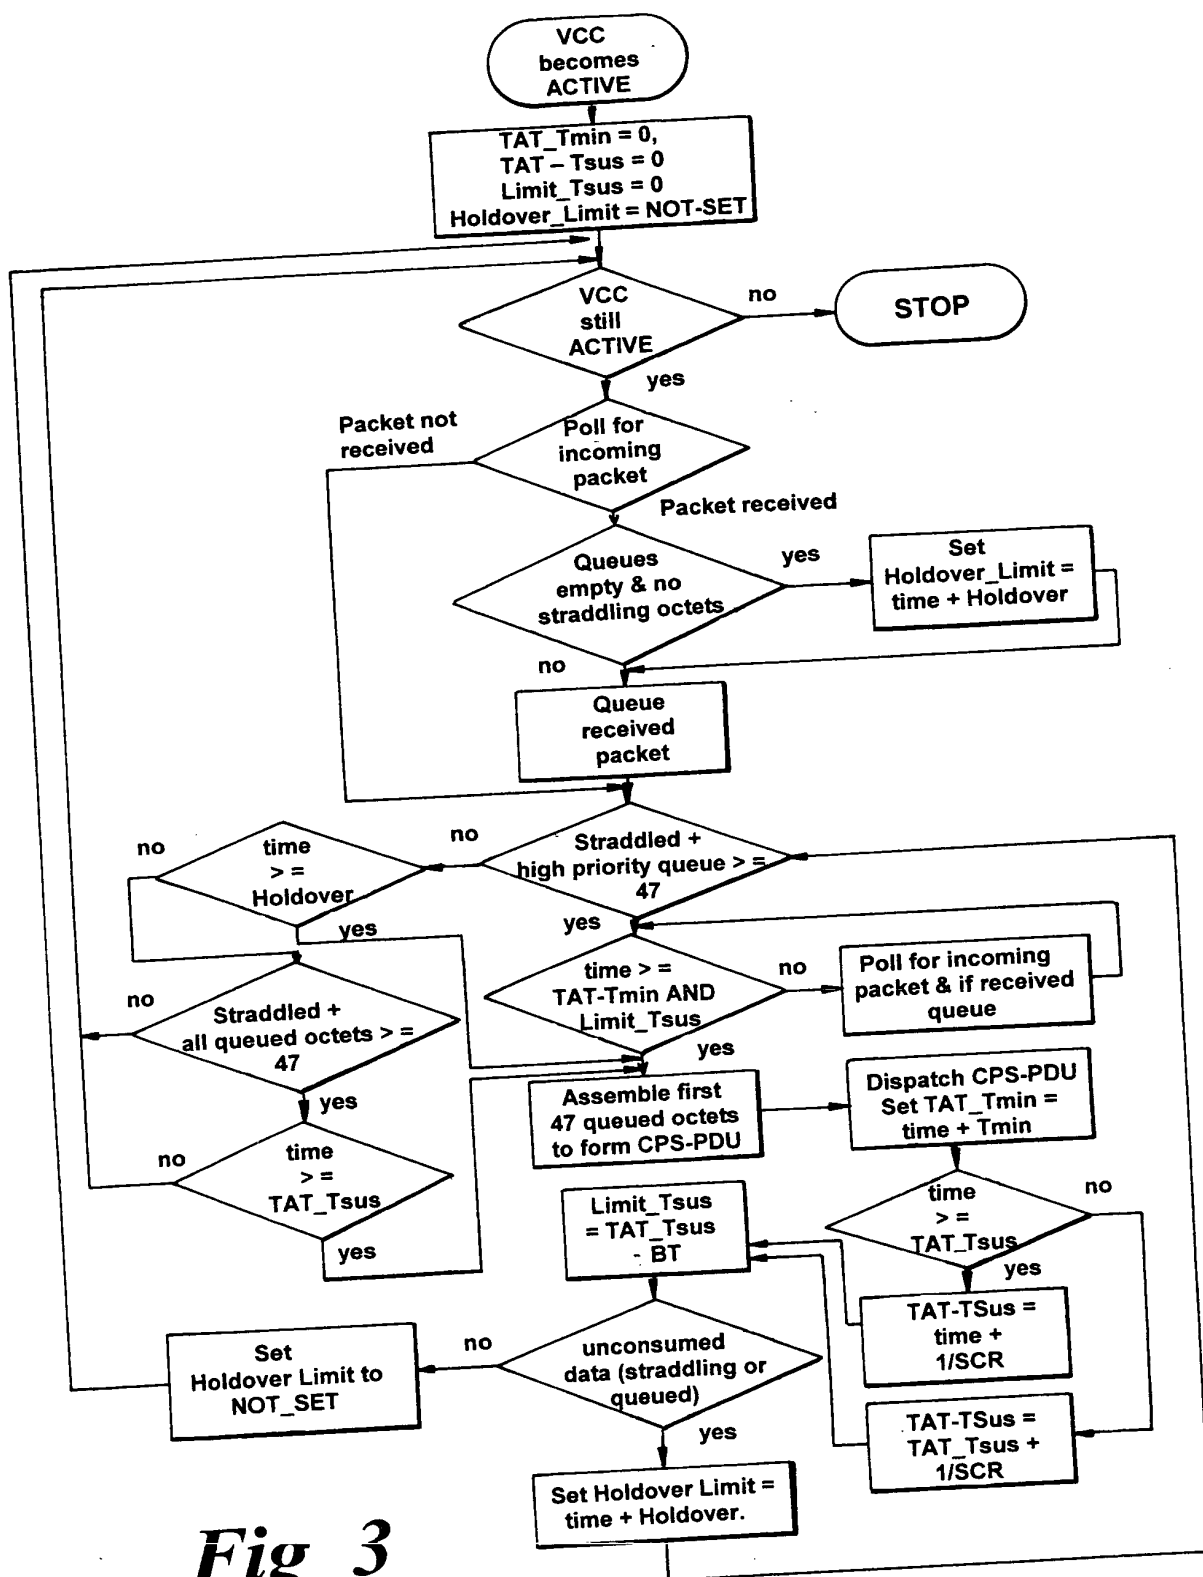 VCC
becomes
ACTIVE
TAT_Tmin = 0,
TAT – Tsus = 0
Limit_Tsus = 0
Holdover_Limit = NOT-SET
VCC
still
ACTIVE
no
STOP
yes
Packet not
received
Poll for
incoming
packet
Packet received
Queues
empty & no
straddling octets
yes
Set
Holdover_Limit =
time + Holdover
no
Queue
received
packet
no
time
> =
Holdover
no
Straddled +
high priority queue > =
47
yes
yes
no
Straddled +
all queued octets > =
47
time > =
TAT-Tmin AND
Limit_Tsus
no
Poll for incoming
packet & if received
queue
yes
yes
Assemble first
47 queued octets
to form CPS-PDU
Dispatch CPS-PDU
Set TAT_Tmin =
time + Tmin
no
time
> =
TAT_Tsus
yes
Limit_Tsus
= TAT_Tsus
- BT
time
> =
TAT_Tsus
no
yes
TAT-TSus =
time +
1/SCR
Set
Holdover Limit to
NOT_SET
no
unconsumed
data (straddling or
queued)
TAT-TSus =
TAT_Tsus +
1/SCR
yes
Set Holdover Limit =
time + Holdover.
Fig 3